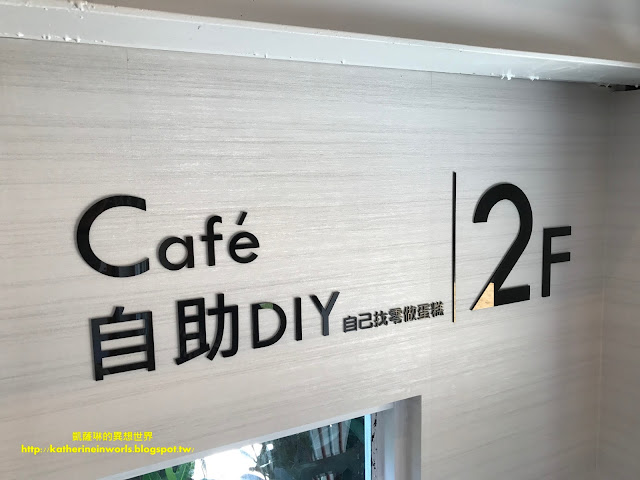 Café
自助DIY 自己找零做蛋糕
2F
凱薩琳的異想世界
http://katherineinworls.blogspot.tw/